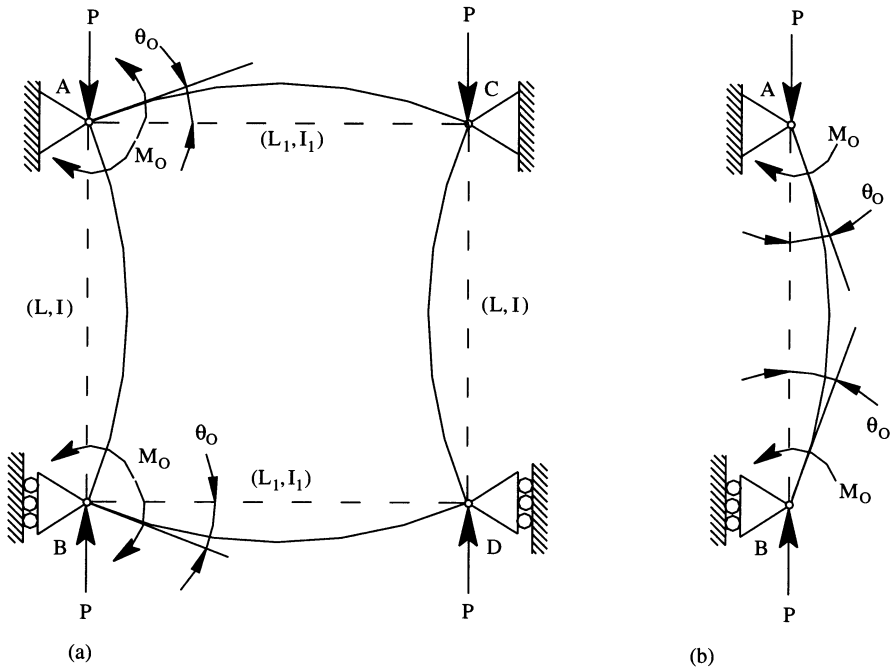 P
P
P
θO
A
C
A
MO
(L1, I1)
MO
θO
(L, I)
(L, I)
θO
MO
θO
(L1, I1)
MO
B
D
B
P
P
P
(a)
(b)